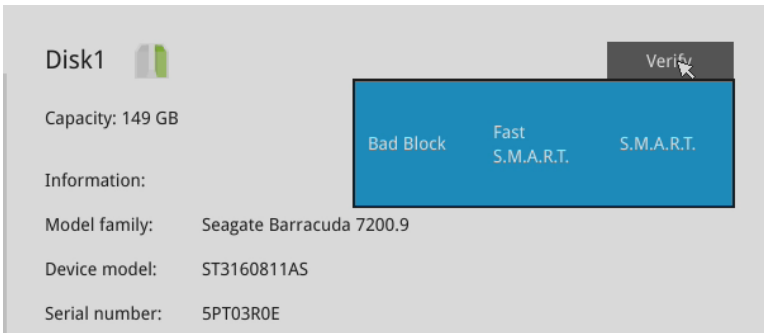 Disk1
Verify
Capacity: 149 GB
Bad Block
Fast
S.M.A.R.T.
S.M.A.R.T.
Information:
Model family: Seagate Barracuda 7200.9
Device model: ST3160811AS
Serial number: 5PT03R0E